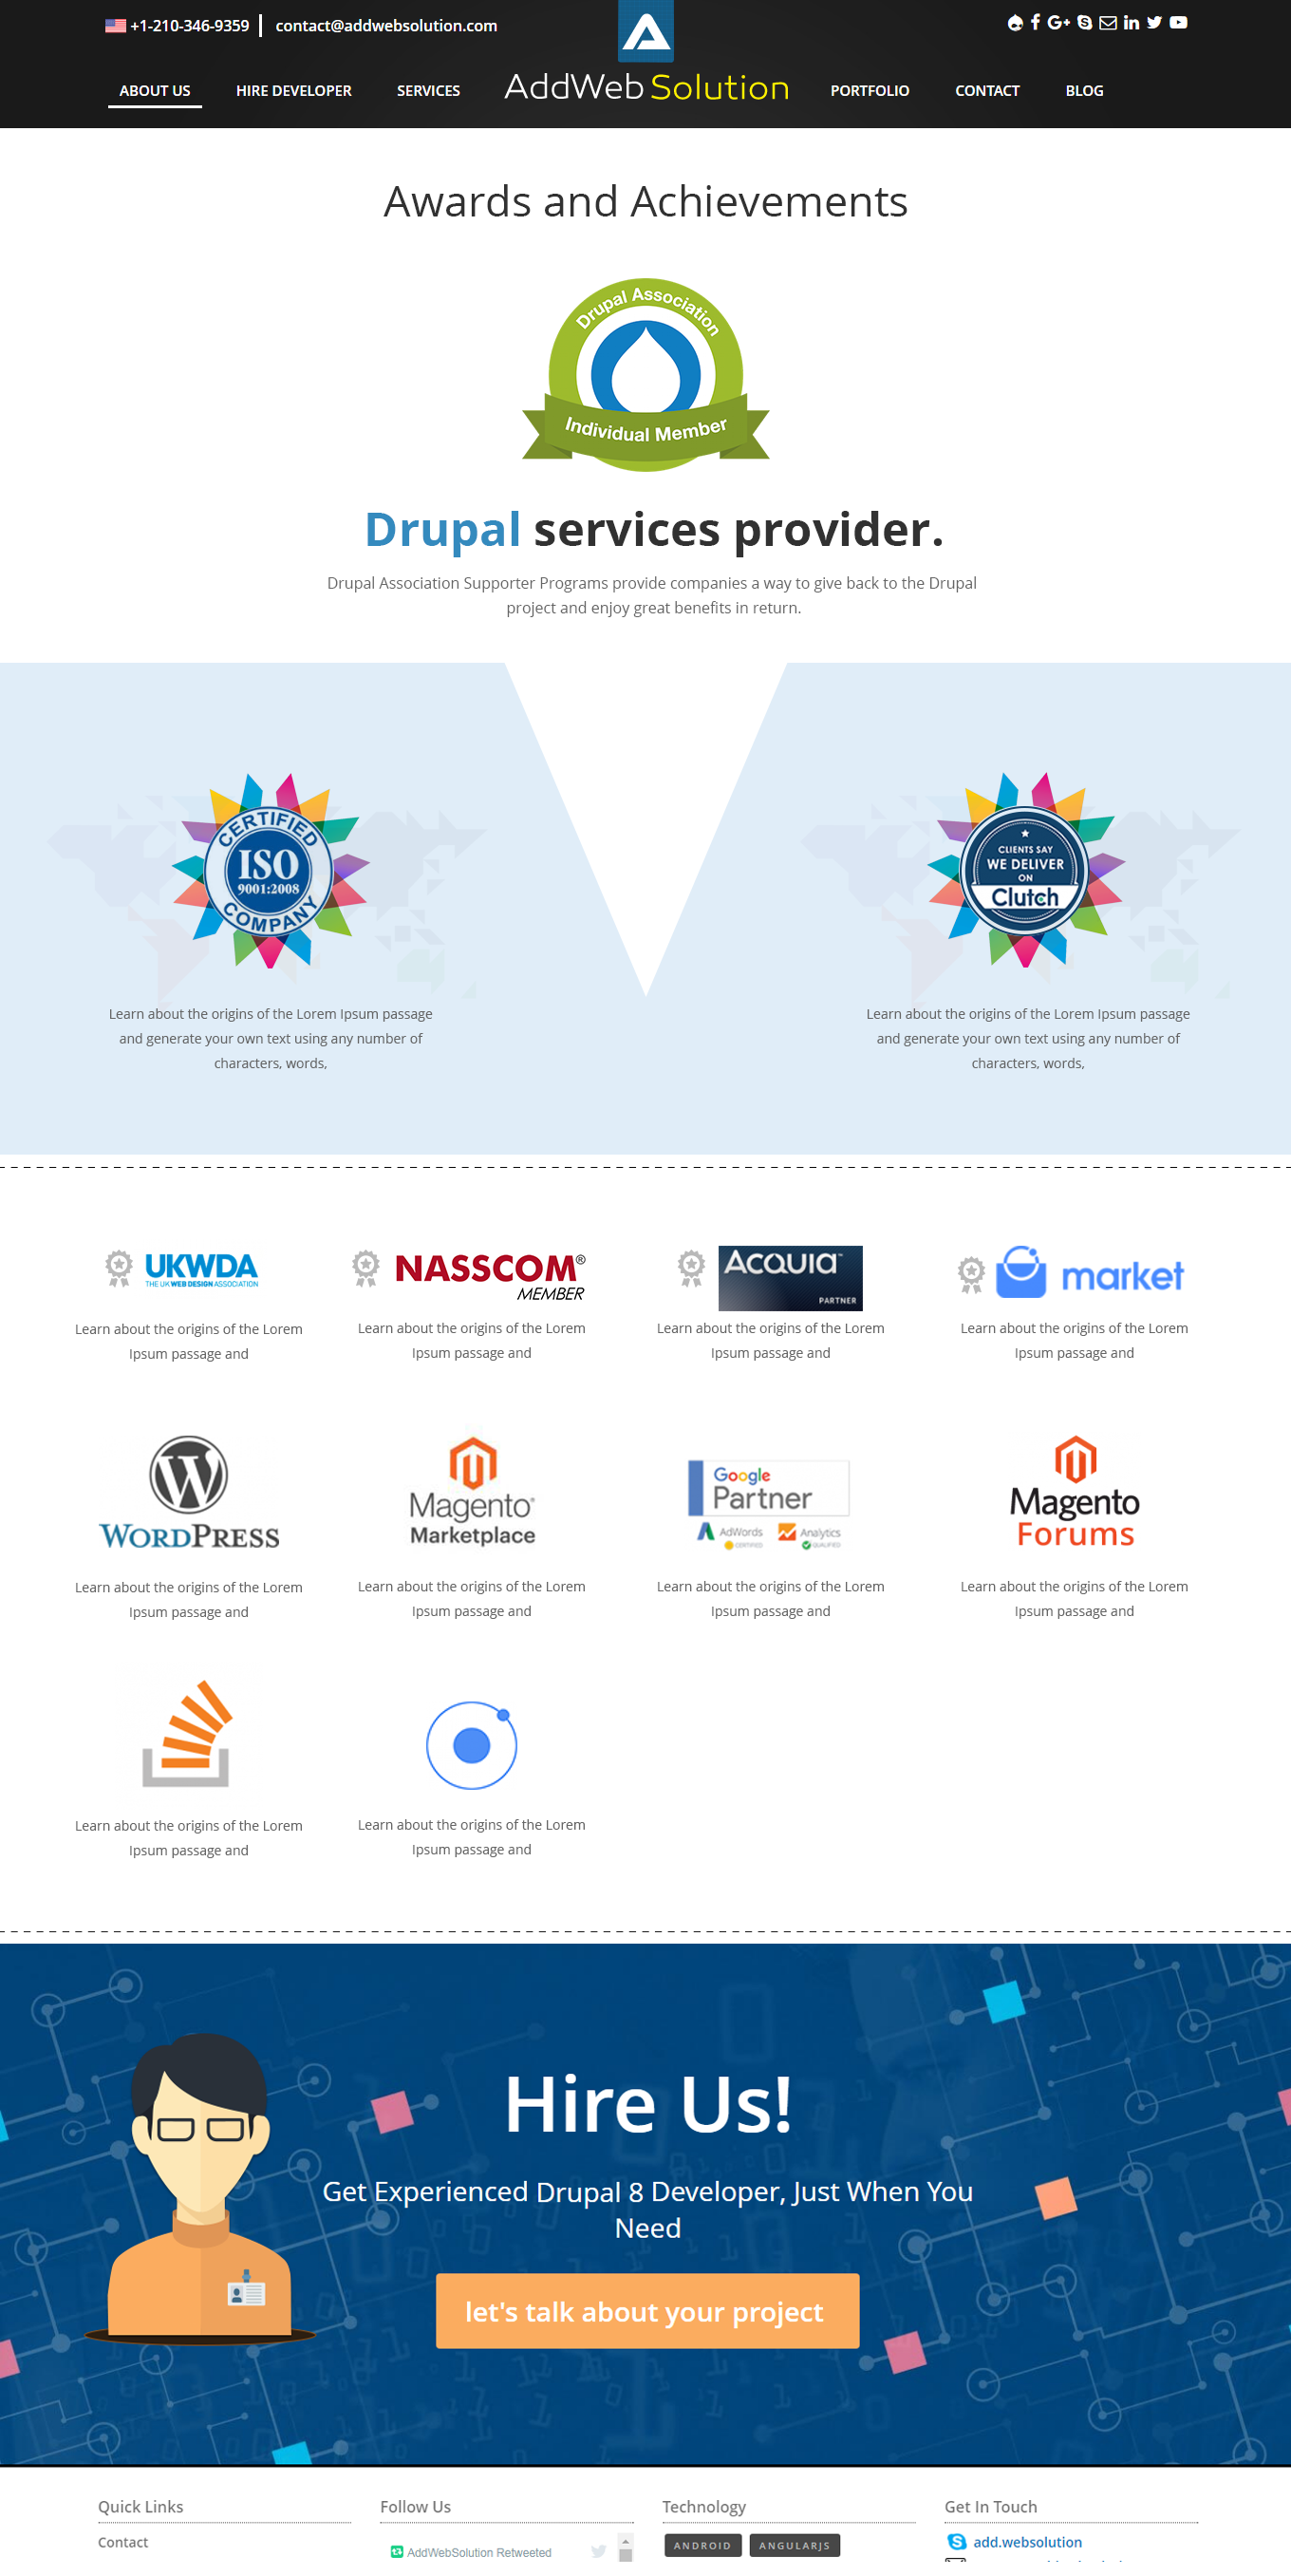 +1-210-346-9359
contact@addwebsolution.com
ABOUT US
HIRE DEVELOPER
SERVICES
AddWeb Solution
PORTFOLIO
CONTACT
BLOG
Awards and Achievements
Drupal Association
Individual Member
Drupal services provider.
Drupal Association Supporter Programs provide companies a way to give back to the Drupal
project and enjoy great benefits in return.
CERTIFIED
ISO
9001:2008
COMPANY
Learn about the origins of the Lorem Ipsum passage
and generate your own text using any number of
characters, words,
CLIENTS SAY
WE DELIVER
ON
Clutch
Learn about the origins of the Lorem Ipsum passage
and generate your own text using any number of
characters, words,
UKWDA
THE UK WEB DESIGN ASSOCIATION
Learn about the origins of the Lorem
Ipsum passage and
NASSCOM®
MEMBER
Learn about the origins of the Lorem
Ipsum passage and
ACQUIA™
PARTNER
Learn about the origins of the Lorem
Ipsum passage and
market
Learn about the origins of the Lorem
Ipsum passage and
WORDPRESS
Learn about the origins of the Lorem
Ipsum passage and
Magento®
Marketplace
Learn about the origins of the Lorem
Ipsum passage and
Google
Partner
AdWords
CERTIFIED
Analytics
QUALIFIED
Learn about the origins of the Lorem
Ipsum passage and
Magento
Forums
Learn about the origins of the Lorem
Ipsum passage and
Learn about the origins of the Lorem
Ipsum passage and
Learn about the origins of the Lorem
Ipsum passage and
Hire Us!
Get Experienced Drupal 8 Developer, Just When You
Need
let's talk about your project
Quick Links
Contact
Follow Us
AddWebSolution Retweeted
Technology
ANDROID
ANGULARJS
Get In Touch
add.websolution